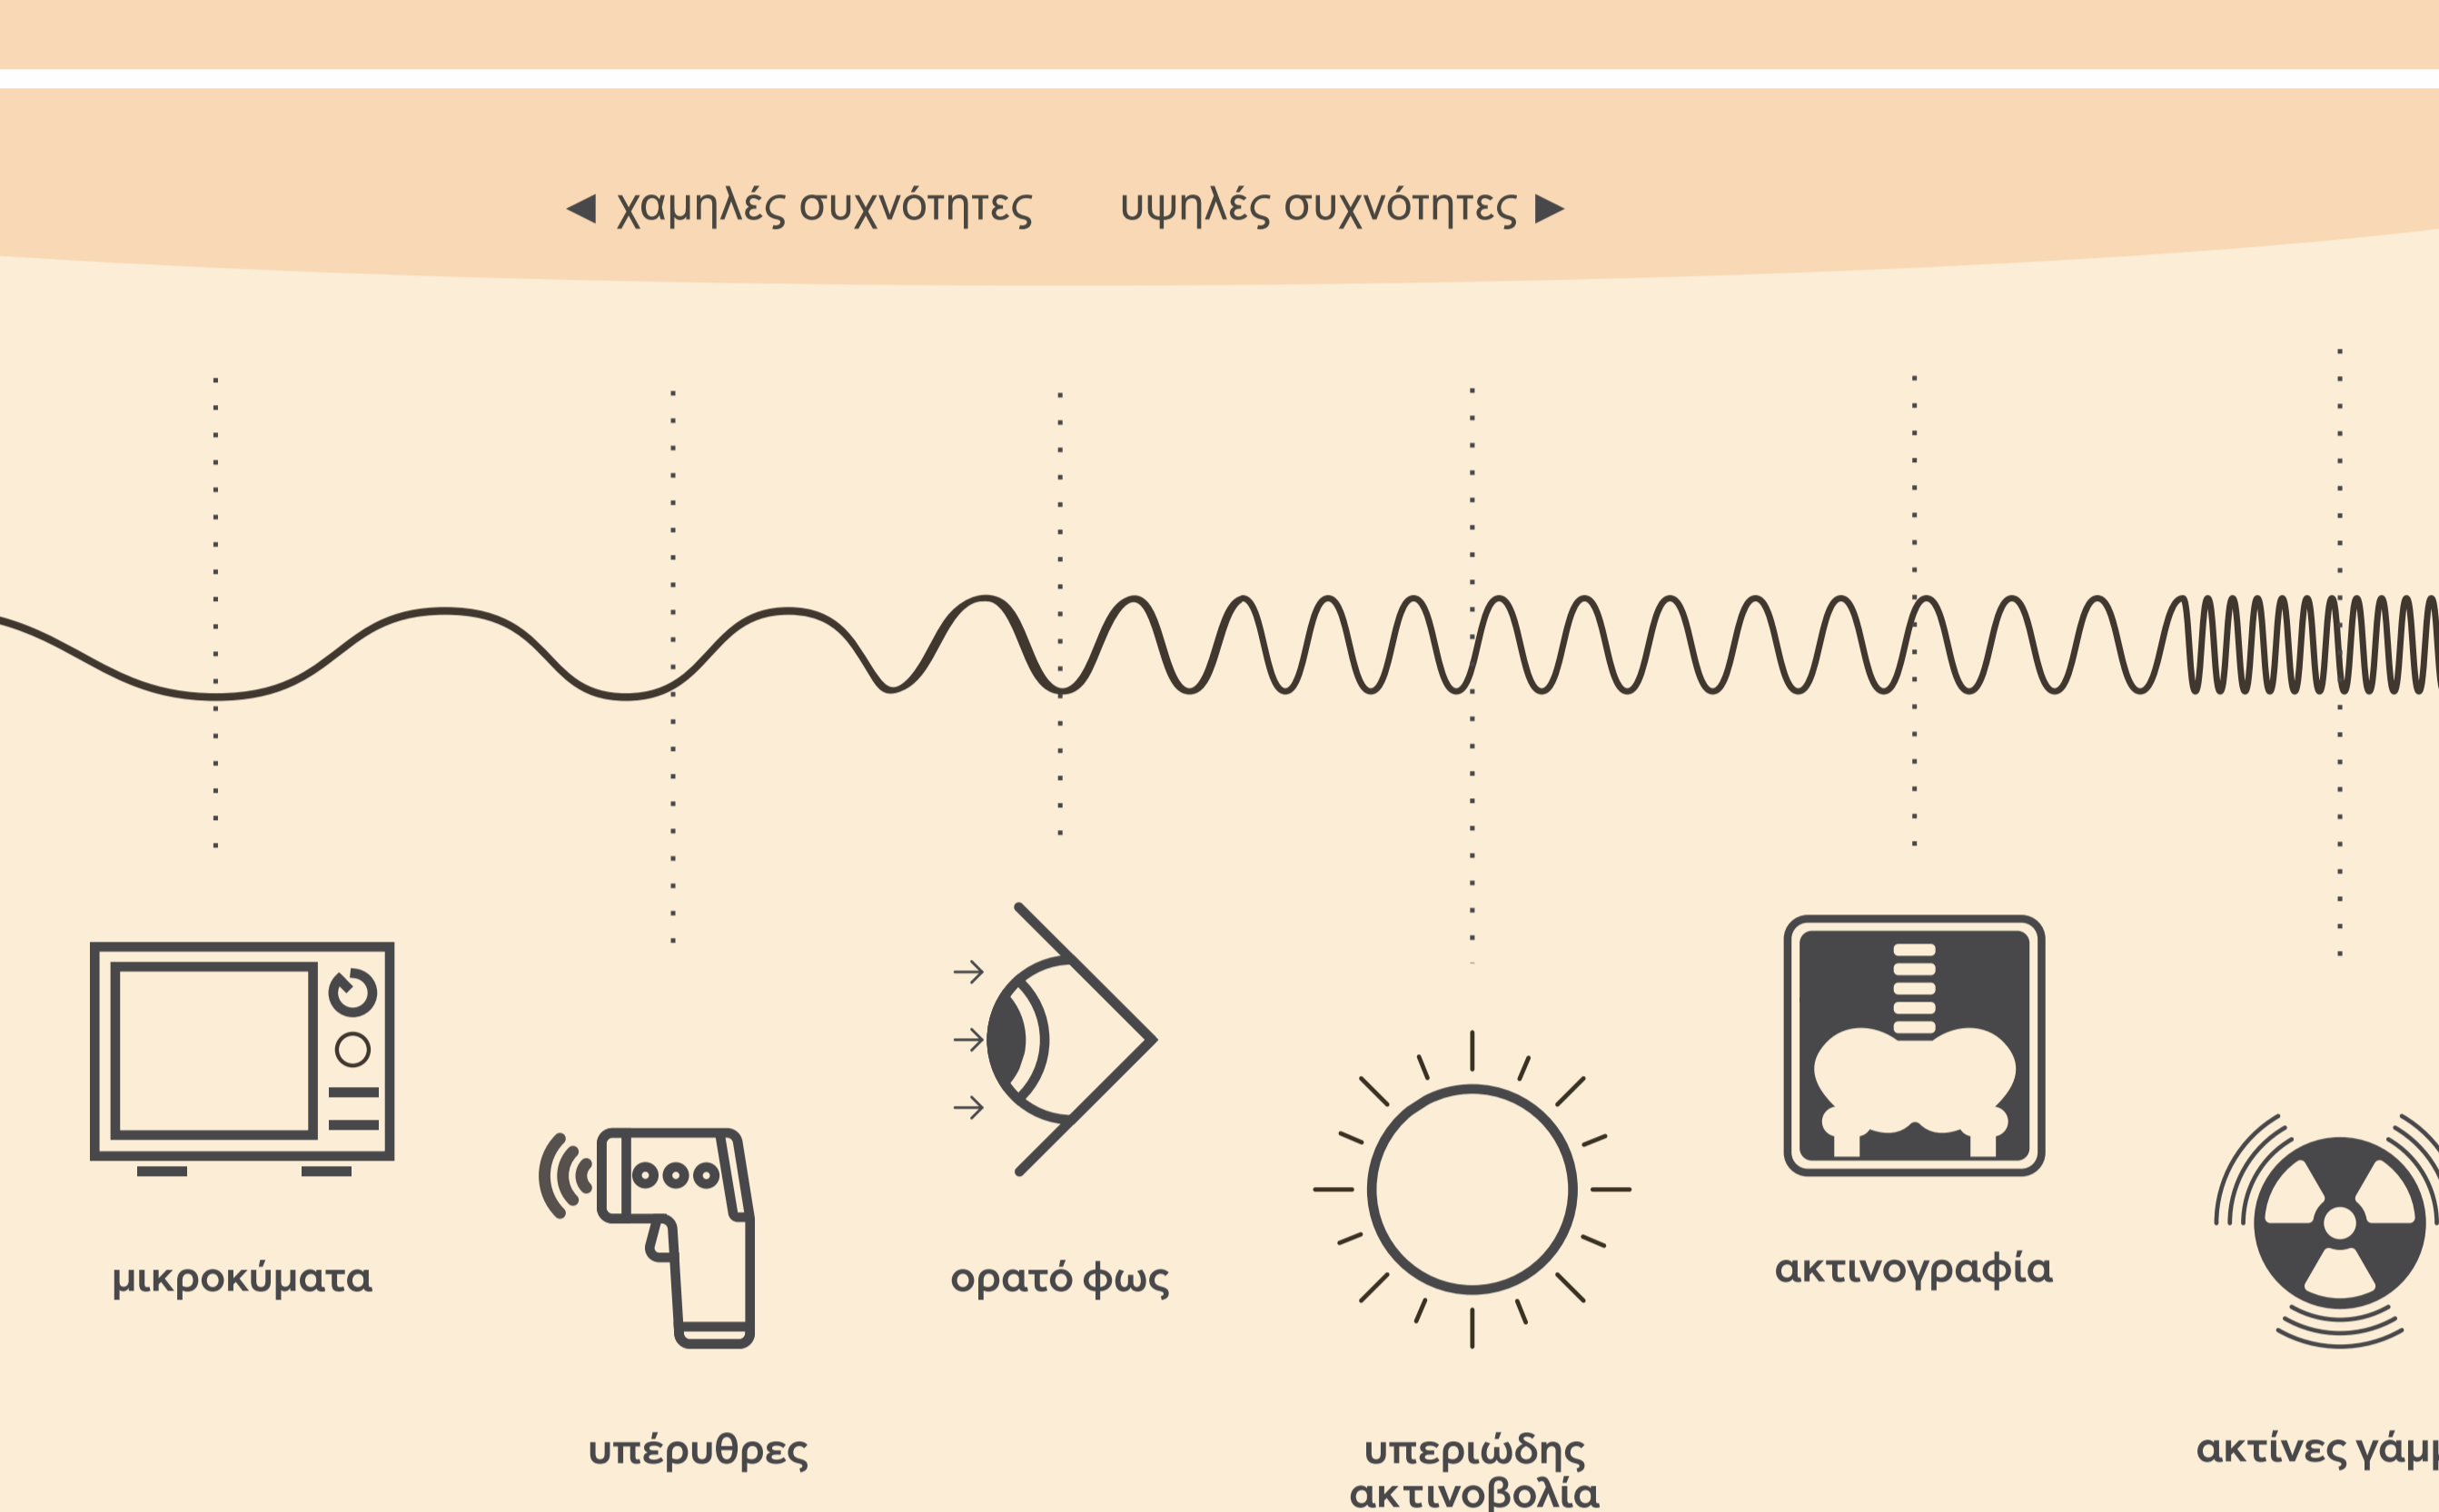 ◀ χαμηλές συχνότητες υψηλές συχνότητες ▶
μικροκύματα
υπέρυθρες
ορατό φως
υπεριώδης
ακτινοβολία
ακτινογραφία
ακτίνες